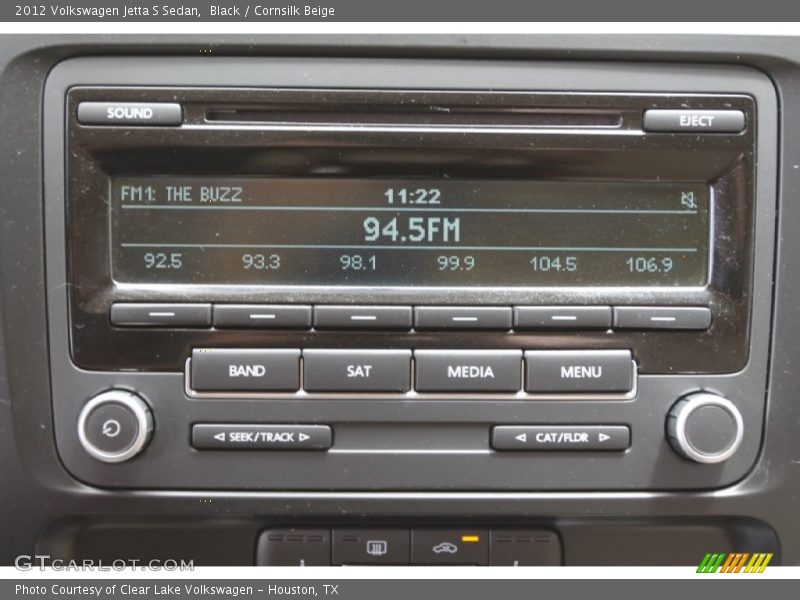 2012 Volkswagen Jetta S Sedan, Black / Cornsilk Beige
SOUND
EJECT
FM1: THE BUZZ 11:22
94.5FM
92.5 93.3 98.1 99.9 104.5 106.9
BAND SAT MEDIA MENU
SEEK/TRACK CAT/FLDR
GTCarLot.com
Photo Courtesy of Clear Lake Volkswagen - Houston, TX